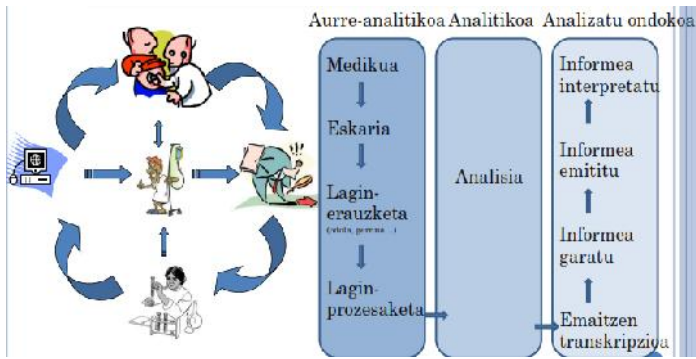 Aurre-analitikoa
Medikua
Eskaria
Lagin-
erauzketa
Lagin-
prozesaketa
Analitikoa
Analisia
Analizatu ondokoa
Informea
interpretatu
Informea
emititu
Informea
garatu
Emaitzen
transkripzioa